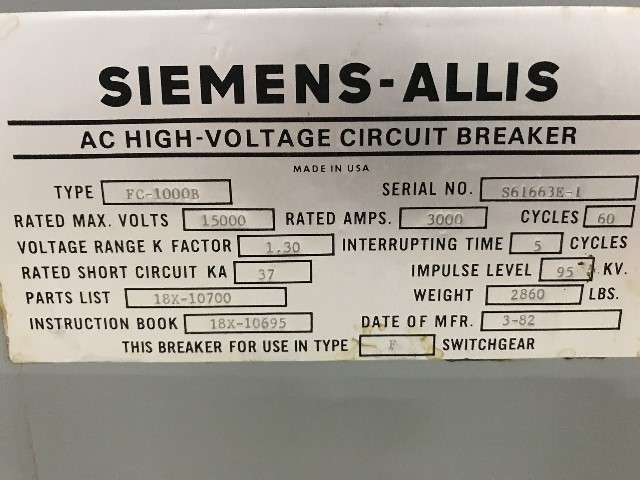 SIEMENS-ALLIS
AC HIGH-VOLTAGE CIRCUIT BREAKER
MADE IN USA
TYPE FC-1000B SERIAL NO. S61663E-1
RATED MAX. VOLTS 15000 RATED AMPS. 3000 CYCLES 60
VOLTAGE RANGE K FACTOR 1.30 INTERRUPTING TIME 5 CYCLES
RATED SHORT CIRCUIT KA 37 IMPULSE LEVEL 95 KV.
PARTS LIST 18X-10700 WEIGHT 2860 LBS.
INSTRUCTION BOOK 18X-10695 DATE OF MFR. 3-82
THIS BREAKER FOR USE IN TYPE F SWITCHGEAR